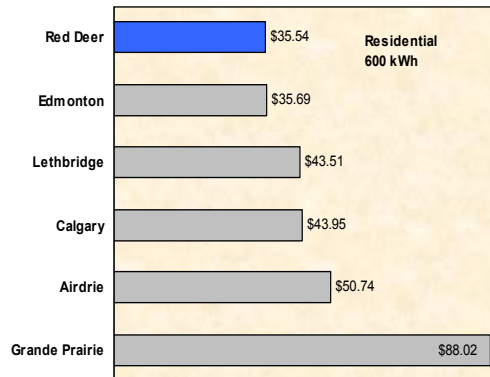 Red Deer
$35.54
Residential
600 kWh
Edmonton
$35.69
Lethbridge
$43.51
Calgary
$43.95
Airdrie
$50.74
Grande Prairie
$88.02